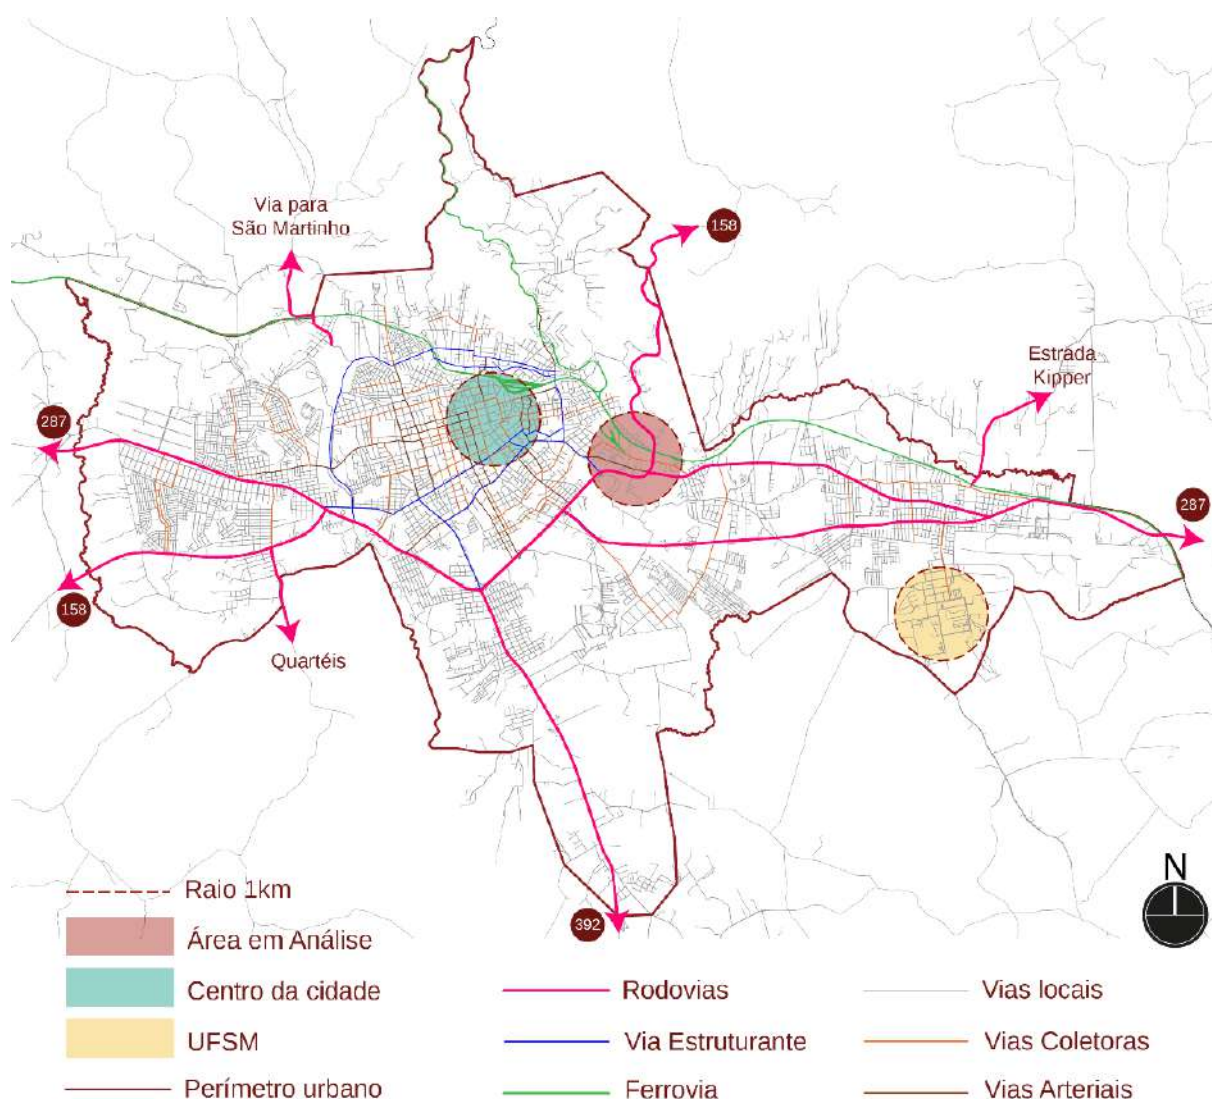 Via para
São Martinho
158
Estrada
Kipper
287
287
158
Quartéis
392
N
Raio 1km
Área em Análise
Centro da cidade
UFSM
Perímetro urbano
Rodovias
Via Estruturante
Ferrovia
Vias locais
Vias Coletoras
Vias Arteriais